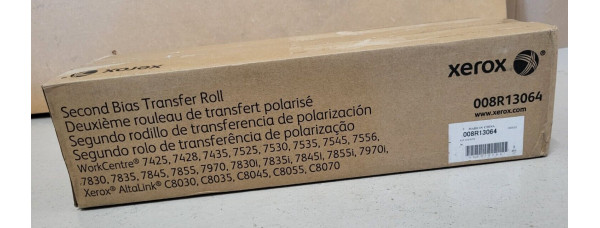 xerox
xerox
Second Bias Transfer Roll
Deuxième rouleau de transfert polarisé
Segundo rodillo de transferencia de polarización
Segundo rolo de transferência de polarização
WorkCentre® 7425, 7428, 7435, 7525, 7530, 7535, 7545, 7556,
7830, 7835, 7845, 7855, 7970, 7830i, 7835i, 7845i, 7855i, 7970i,
Xerox® AltaLink® C8030, C8035, C8045, C8055, C8070
008R13064
www.xerox.com
008R13064